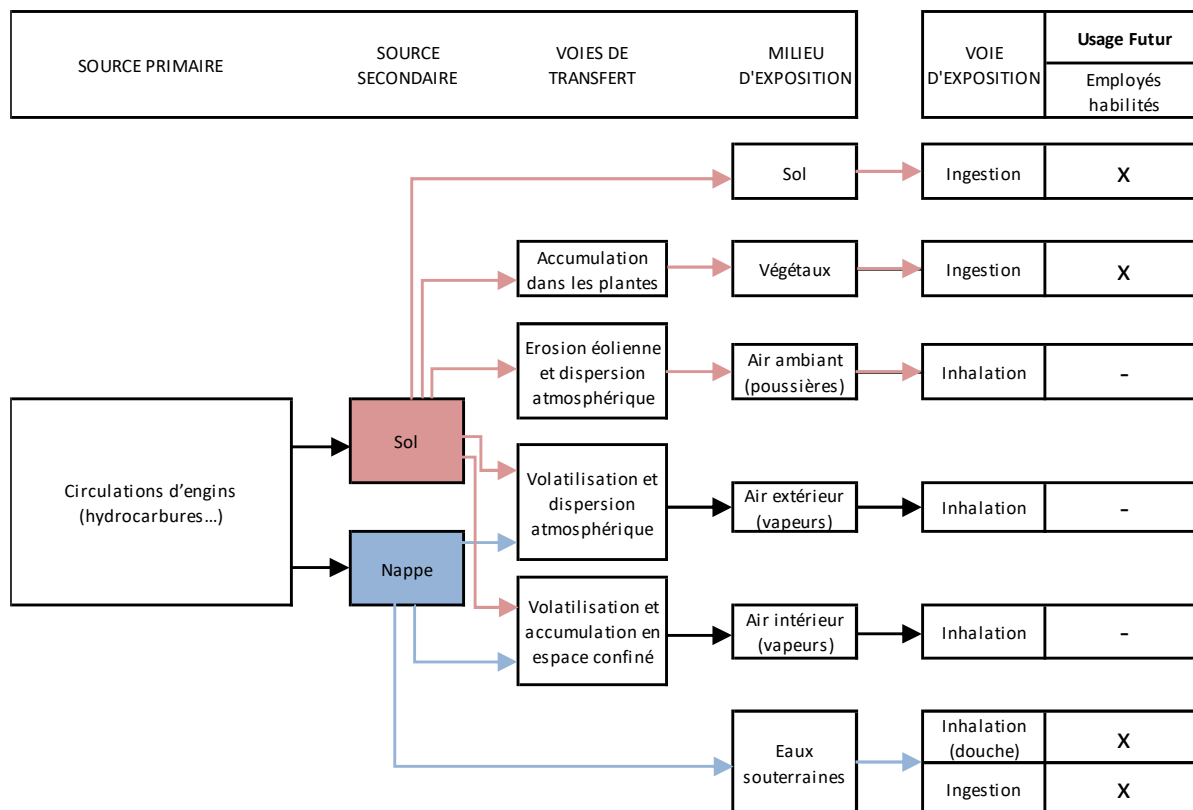 SOURCE PRIMAIRE
SOURCE
SECONDAIRE
VOIES DE
TRANSFERT
MILIEU
D'EXPOSITION
VOIE
D'EXPOSITION
Usage Futur
Employés
habilités
Sol
Ingestion
X
Accumulation
dans les plantes
Végétaux
Ingestion
X
Erosion éolienne
et dispersion
atmosphérique
Air ambiant
(poussières)
Inhalation
-
Circulations d’engins
(hydrocarbures…)
Sol
Volatilisation et
dispersion
atmosphérique
Air extérieur
(vapeurs)
Inhalation
-
Nappe
Volatilisation et
accumulation en
espace confiné
Air intérieur
(vapeurs)
Inhalation
-
Eaux
souterraines
Inhalation
(douche)
X
Ingestion
X